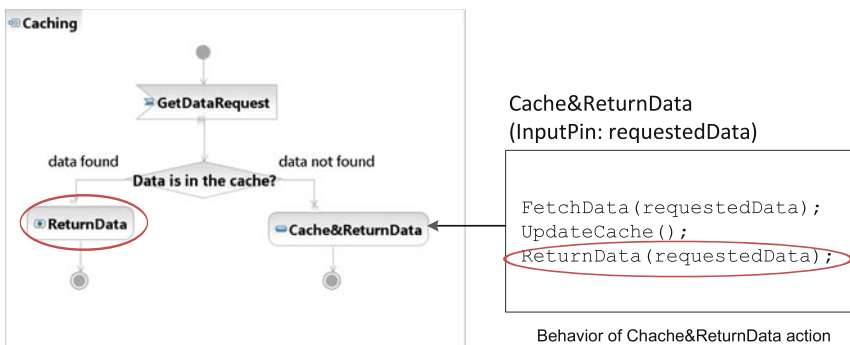 Caching
GetDataRequest
data found
data not found
Data is in the cache?
ReturnData
Cache&ReturnData
Cache&ReturnData
(InputPin: requestedData)
FetchData(requestedData);
UpdateCache();
ReturnData(requestedData);
Behavior of Chache&ReturnData action